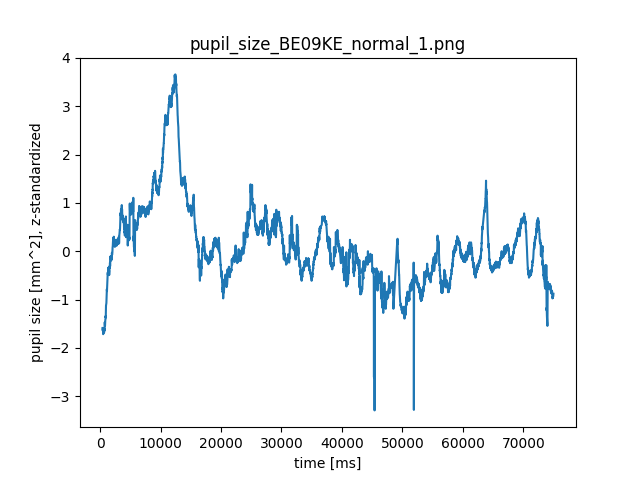 pupil_size_BE09KE_normal_1.png
pupil size [mm^2], z-standardized
4
3
2
1
0
−1
−2
−3
0 10000 20000 30000 40000 50000 60000 70000
time [ms]